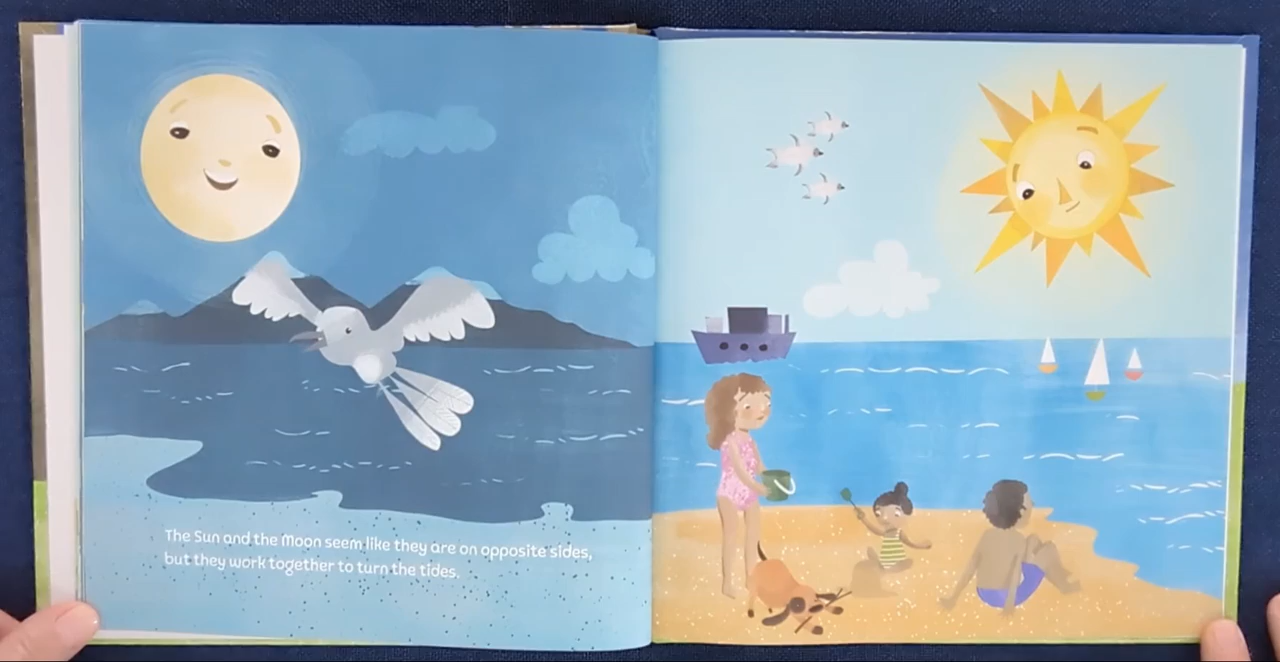 The Sun and the Moon seem like they are on opposite sides,
but they work together to turn the tides.